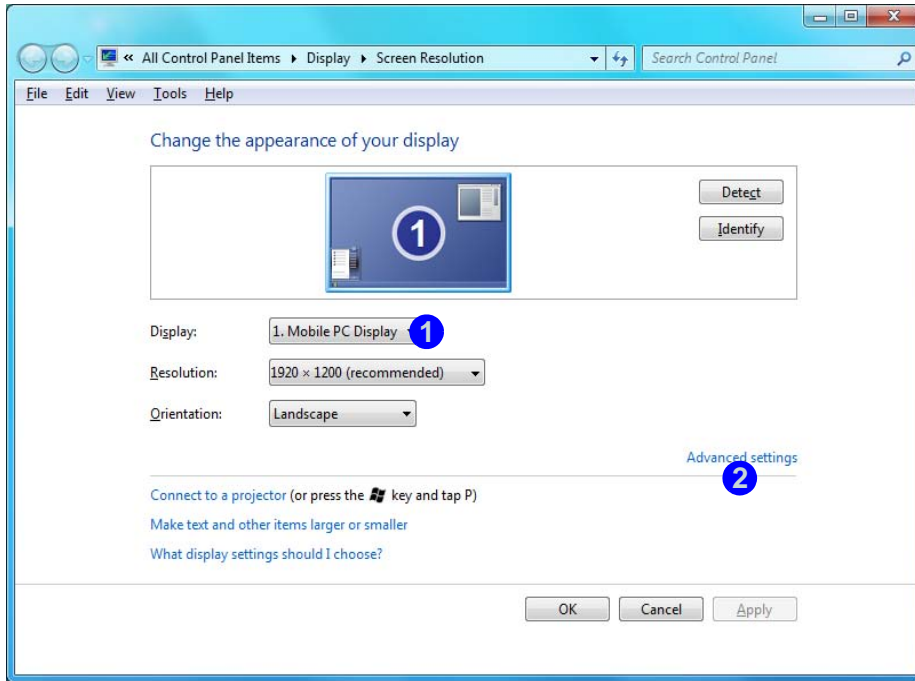 « All Control Panel Items ▸ Display ▸ Screen Resolution
Search Control Panel
File Edit View Tools Help
Change the appearance of your display
1
Detect
Identify
Display: 1. Mobile PC Display 1
Resolution: 1920 × 1200 (recommended)
Orientation: Landscape
Advanced settings
2
Connect to a projector (or press the key and tap P)
Make text and other items larger or smaller
What display settings should I choose?
OK Cancel Apply